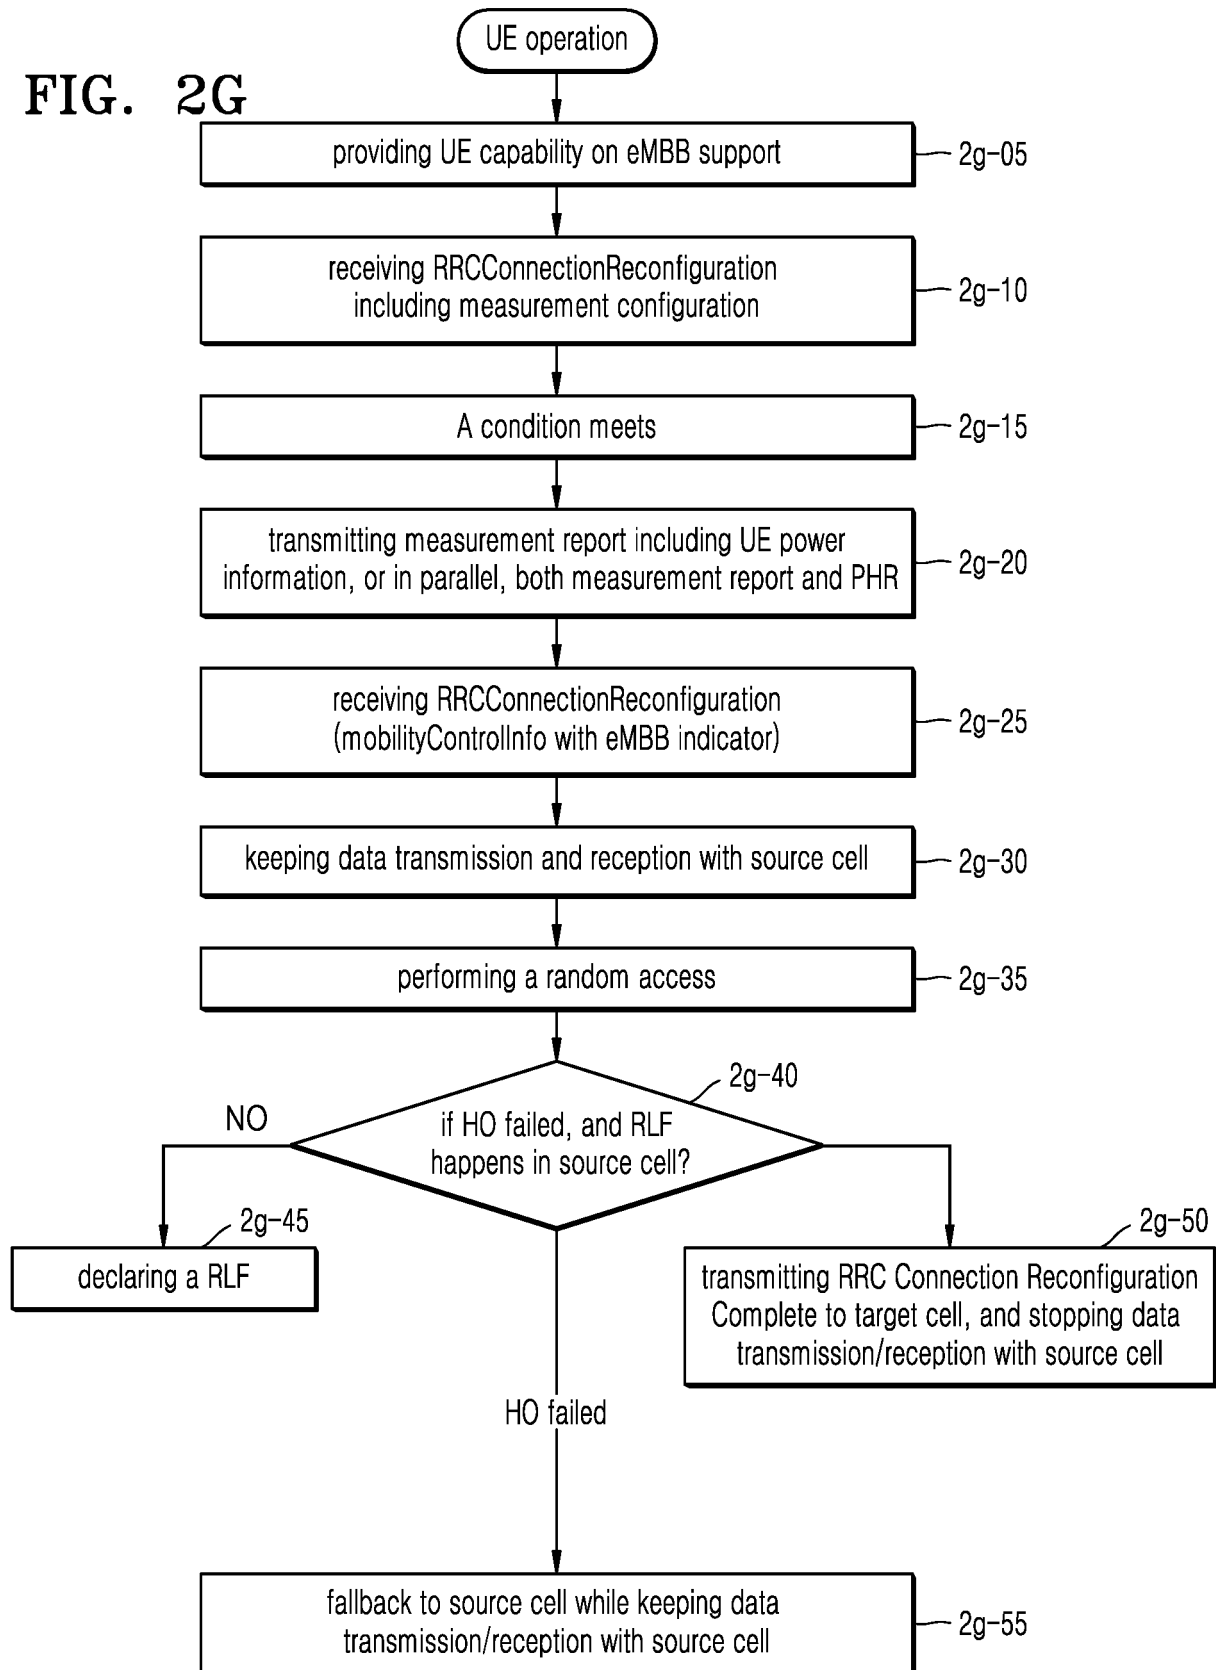 UE operation
FIG. 2G
providing UE capability on eMBB support
2g-05
receiving RRCConnectionReconfiguration
including measurement configuration
2g-10
A condition meets
2g-15
transmitting measurement report including UE power
information, or in parallel, both measurement report and PHR
2g-20
receiving RRCConnectionReconfiguration
(mobilityControlInfo with eMBB indicator)
2g-25
keeping data transmission and reception with source cell
2g-30
performing a random access
2g-35
2g-40
NO
if HO failed, and RLF
happens in source cell?
2g-45
declaring a RLF
2g-50
transmitting RRC Connection Reconfiguration
Complete to target cell, and stopping data
transmission/reception with source cell
HO failed
fallback to source cell while keeping data
transmission/reception with source cell
2g-55